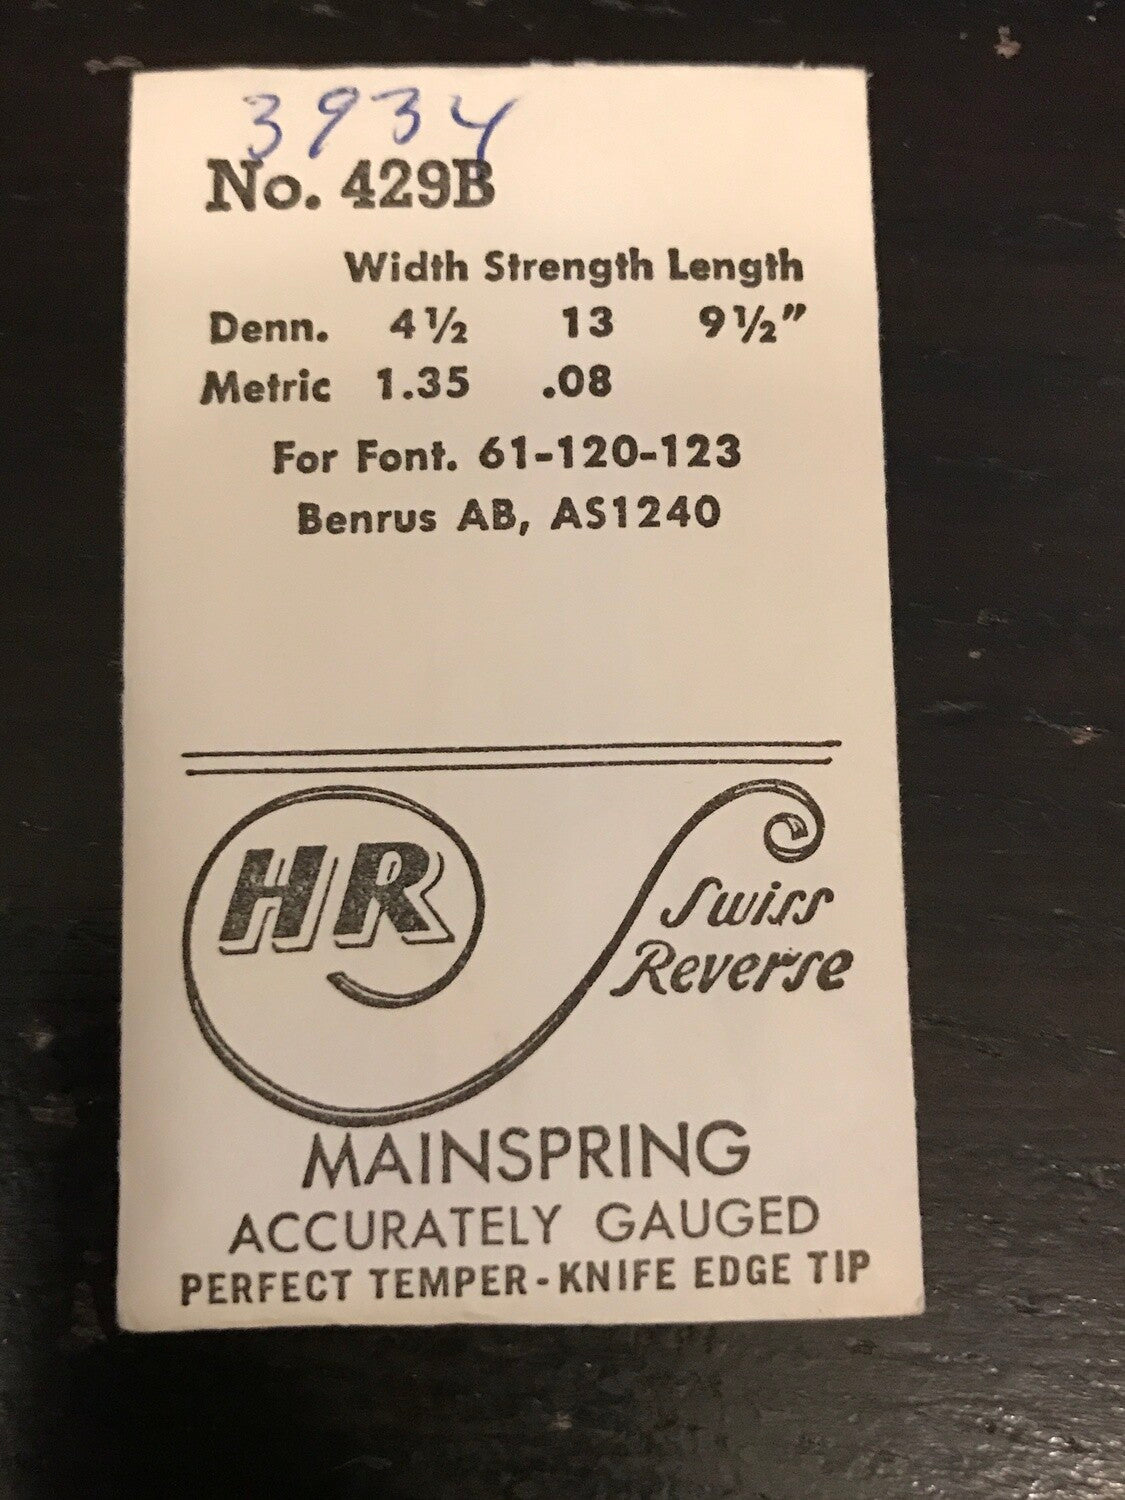 3934
No. 429B
Width Strength Length
Denn. 4½ 13 9½"
Metric 1.35 .08
For Font. 61-120-123
Benrus AB, AS1240
HR
Swiss
Reverse
MAINSPRING
ACCURATELY GAUGED
PERFECT TEMPER-KNIFE EDGE TIP